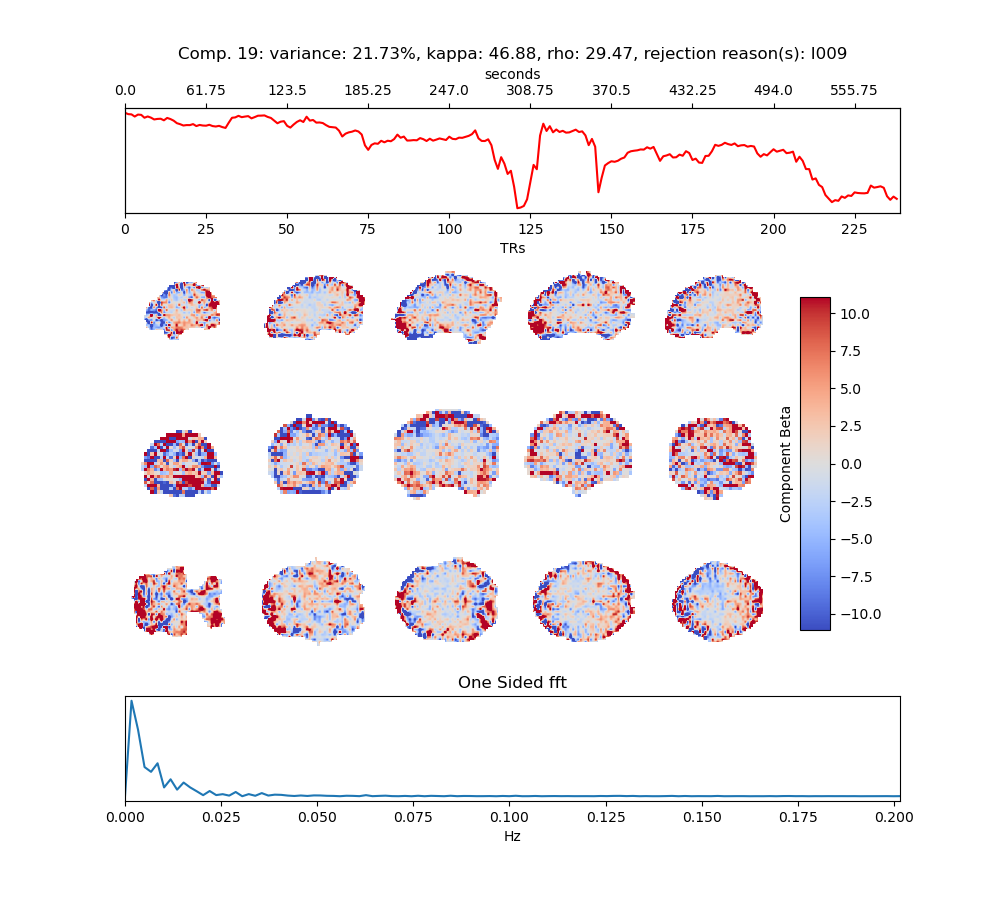 Comp. 19: variance: 21.73%, kappa: 46.88, rho: 29.47, rejection reason(s): I009
seconds
0.0 61.75 123.5 185.25 247.0 308.75 370.5 432.25 494.0 555.75
0 25 50 75 100 125 150 175 200 225
TRs
10.0
7.5
5.0
2.5
0.0
−2.5
−5.0
−7.5
−10.0
Component Beta
One Sided fft
0.000 0.025 0.050 0.075 0.100 0.125 0.150 0.175 0.200
Hz